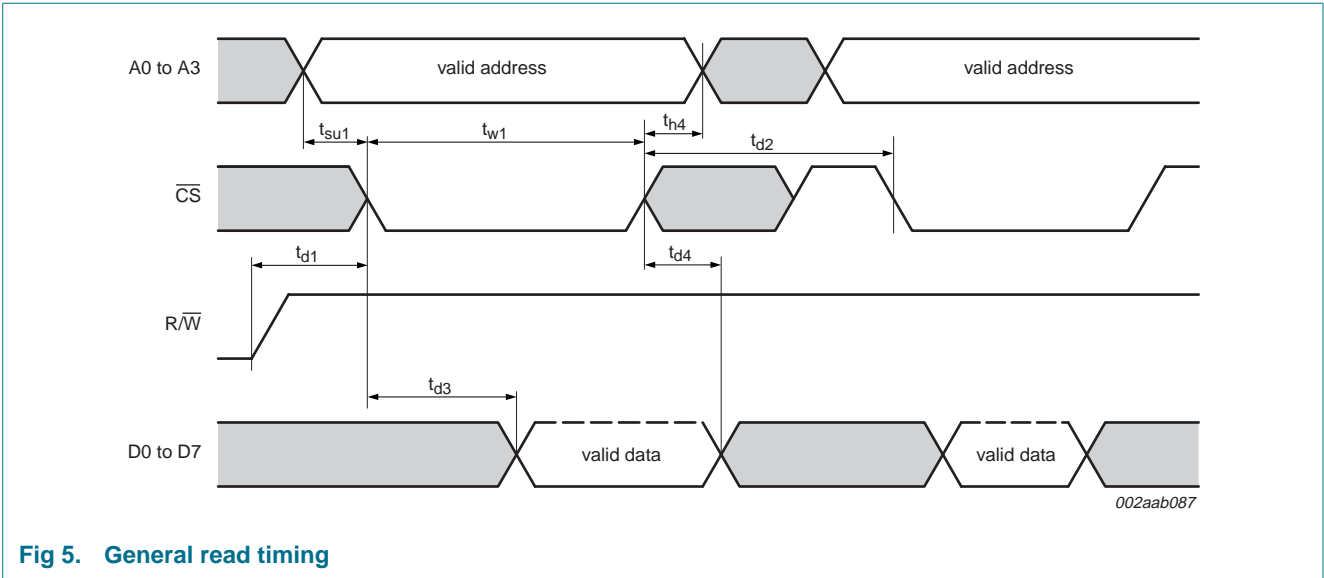 A0 to A3
valid address
valid address
tsu1
tw1
th4
td2
CS
td1
td4
R/W
td3
D0 to D7
valid data
valid data
002aab087
Fig 5. General read timing